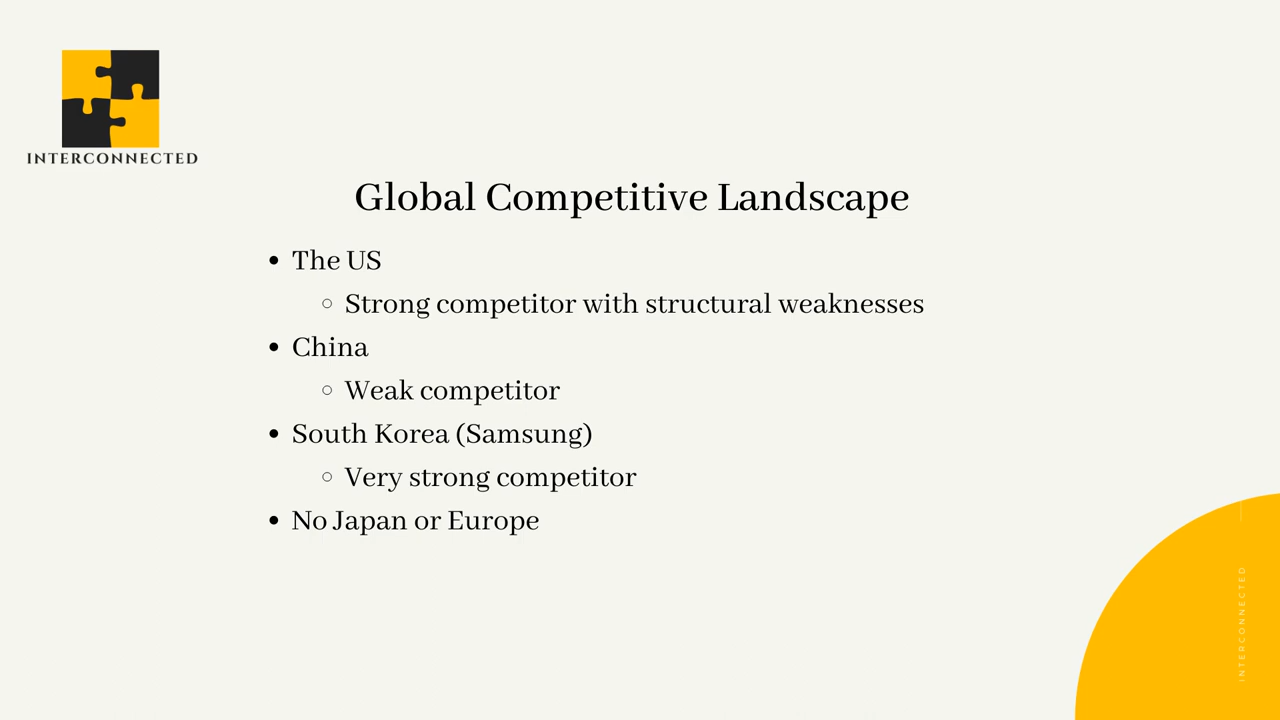 INTERCONNECTED
Global Competitive Landscape
• The US
○ Strong competitor with structural weaknesses
• China
○ Weak competitor
• South Korea (Samsung)
○ Very strong competitor
• No Japan or Europe
INTERCONNECTED